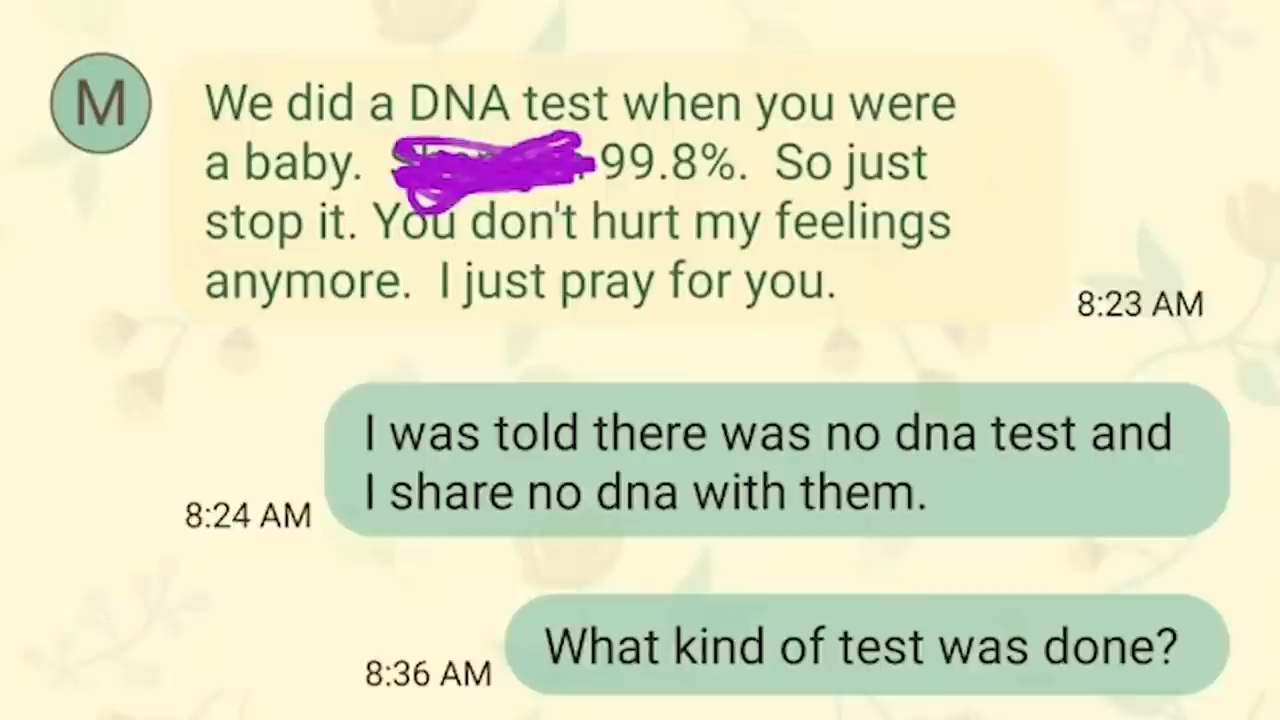 M
We did a DNA test when you were
a baby. 99.8%. So just
stop it. You don't hurt my feelings
anymore. I just pray for you.
8:23 AM
I was told there was no dna test and
I share no dna with them.
8:24 AM
What kind of test was done?
8:36 AM